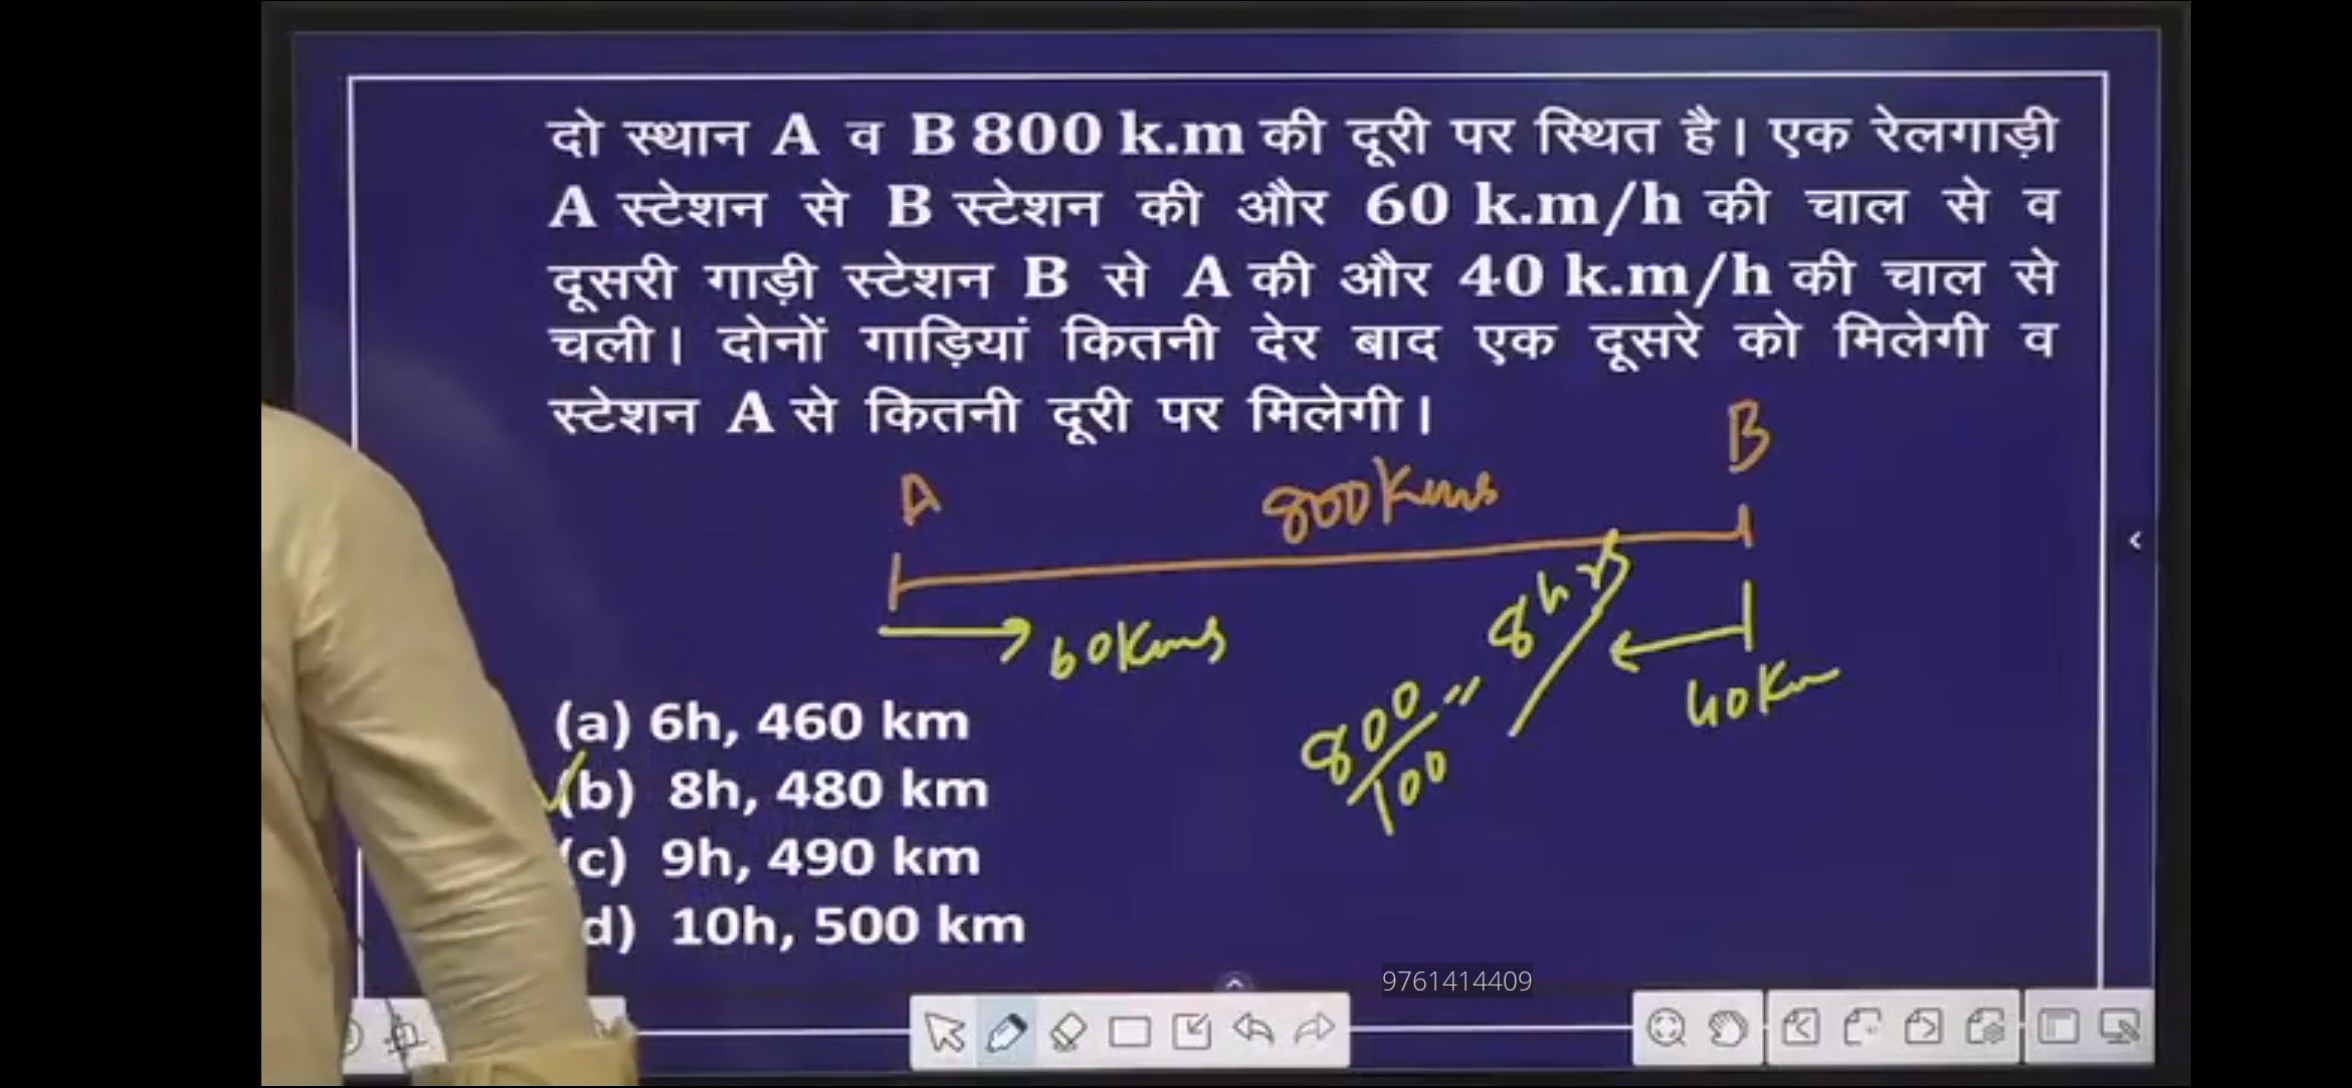 दो स्थान A व B 800 k.m की दूरी पर स्थित है। एक रेलगाड़ी
A स्टेशन से B स्टेशन की और 60 k.m/h की चाल से व
दूसरी गाड़ी स्टेशन B से A की और 40 k.m/h की चाल से
चली। दोनों गाड़ियां कितनी देर बाद एक दूसरे को मिलेगी व
स्टेशन A से कितनी दूरी पर मिलेगी।
A
B
800 Kms
60 Kms
40 Km
800/100 = 8 hrs
(a) 6h, 460 km
(b) 8h, 480 km
(c) 9h, 490 km
d) 10h, 500 km
9761414409